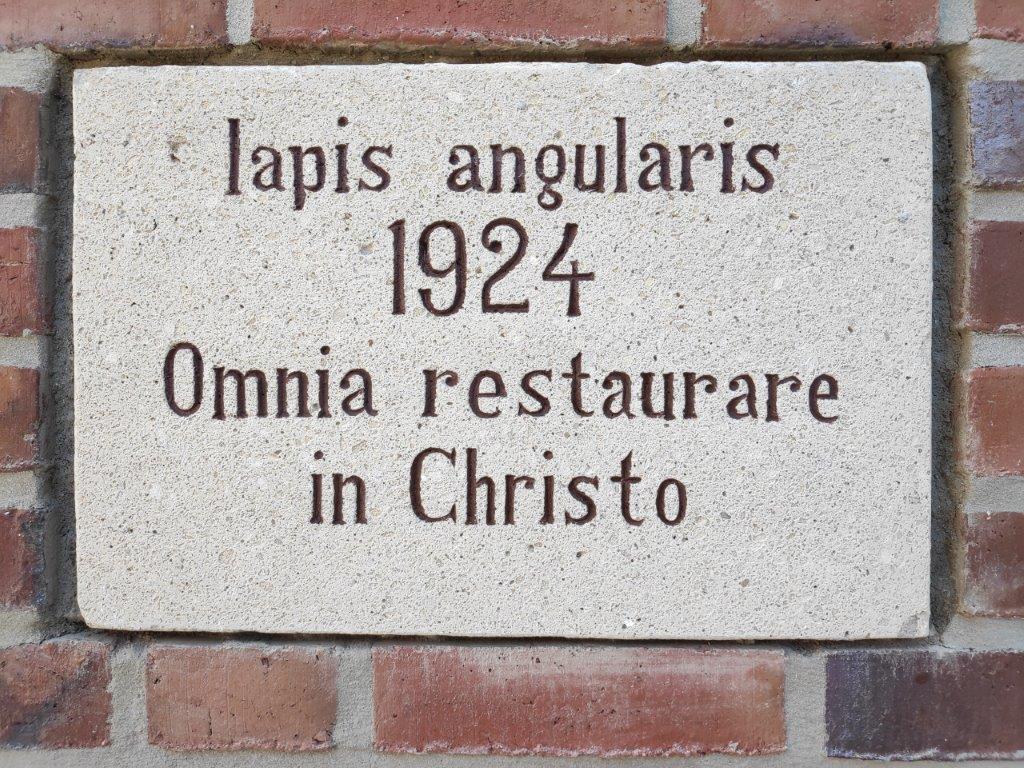 lapis angularis
1924
Omnia restaurare
in Christo